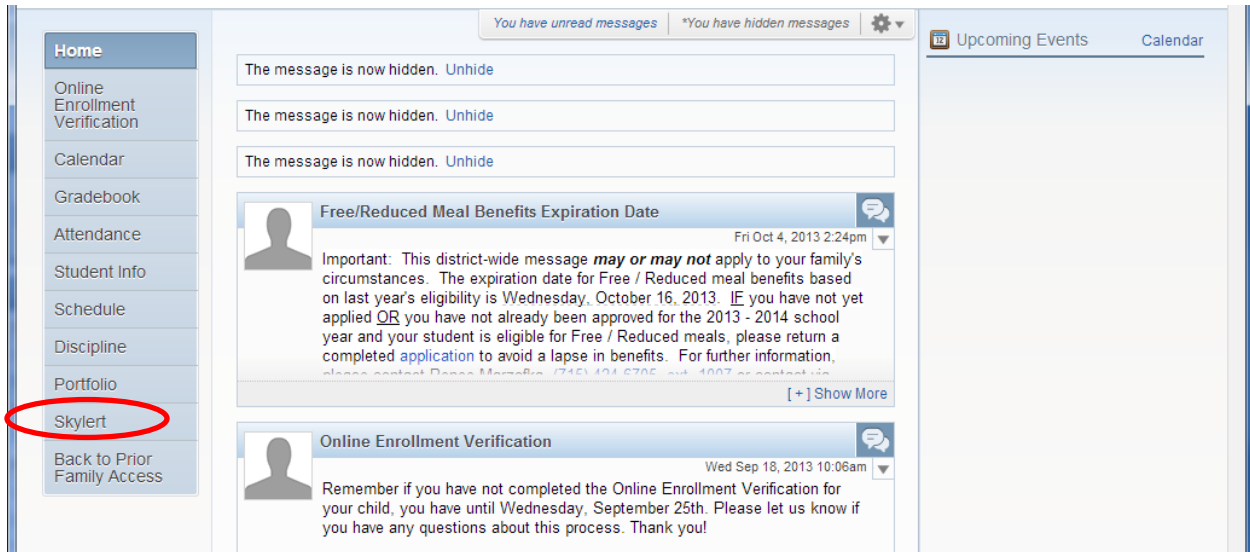 You have unread messages
*You have hidden messages
Home
Online
Enrollment
Verification
Calendar
Gradebook
Attendance
Student Info
Schedule
Discipline
Portfolio
Skylert
Back to Prior
Family Access
The message is now hidden. Unhide
The message is now hidden. Unhide
The message is now hidden. Unhide
Free/Reduced Meal Benefits Expiration Date
Fri Oct 4, 2013 2:24pm
Important: This district-wide message may or may not apply to your family's
circumstances. The expiration date for Free / Reduced meal benefits based
on last year's eligibility is Wednesday, October 16, 2013. IF you have not yet
applied OR you have not already been approved for the 2013 - 2014 school
year and your student is eligible for Free / Reduced meals, please return a
completed application to avoid a lapse in benefits. For further information,
please contact
[ + ] Show More
Online Enrollment Verification
Wed Sep 18, 2013 10:06am
Remember if you have not completed the Online Enrollment Verification for
your child, you have until Wednesday, September 25th. Please let us know if
you have any questions about this process. Thank you!
12 Upcoming Events
Calendar